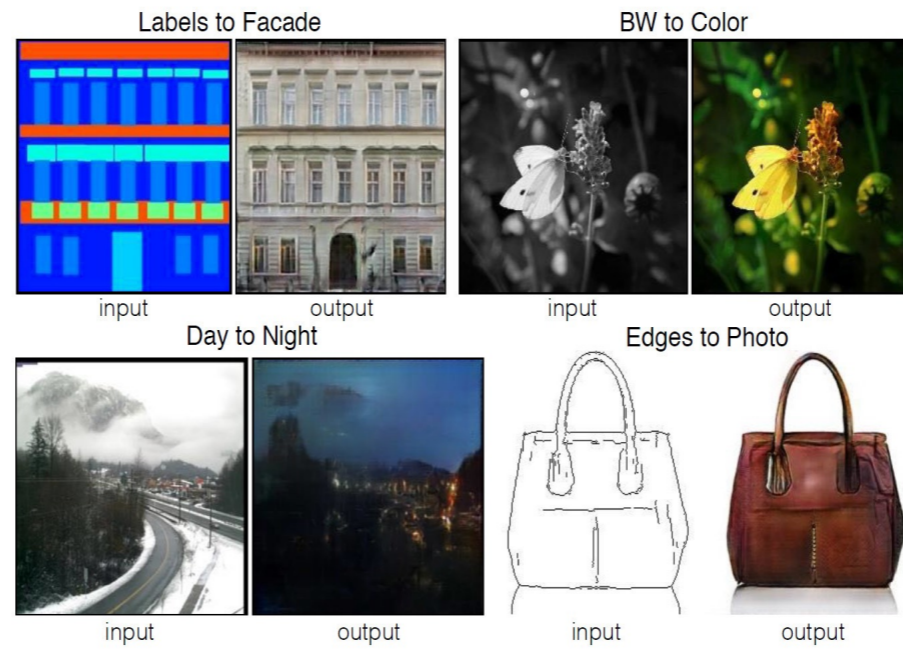 Labels to Facade
BW to Color
input
output
input
output
Day to Night
Edges to Photo
input
output
input
output